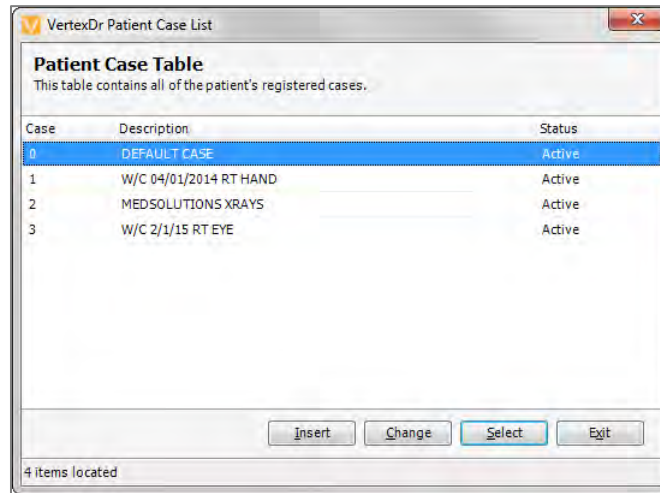 VertexDr Patient Case List
Patient Case Table
This table contains all of the patient's registered cases.
Case Description Status
0 DEFAULT CASE Active
1 W/C 04/01/2014 RT HAND Active
2 MEDSOLUTIONS XRAYS Active
3 W/C 2/1/15 RT EYE Active
Insert Change Select Exit
4 items located